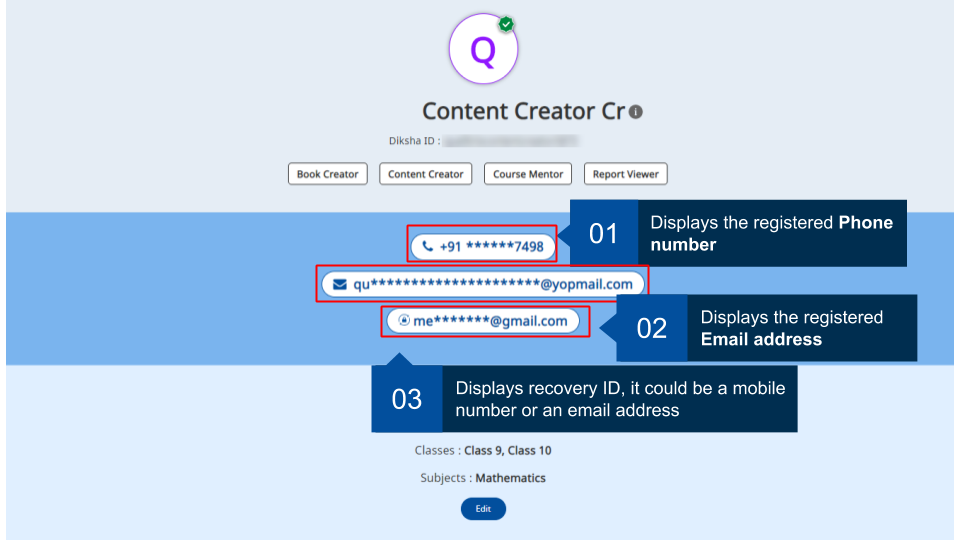 Q
Content Creator Cr
Diksha ID :
Book Creator
Content Creator
Course Mentor
Report Viewer
01
Displays the registered Phone
number
+91 ******7498
qu*********************@yopmail.com
02
Displays the registered
Email address
me*******@gmail.com
03
Displays recovery ID, it could be a mobile
number or an email address
Classes : Class 9, Class 10
Subjects : Mathematics
Edit